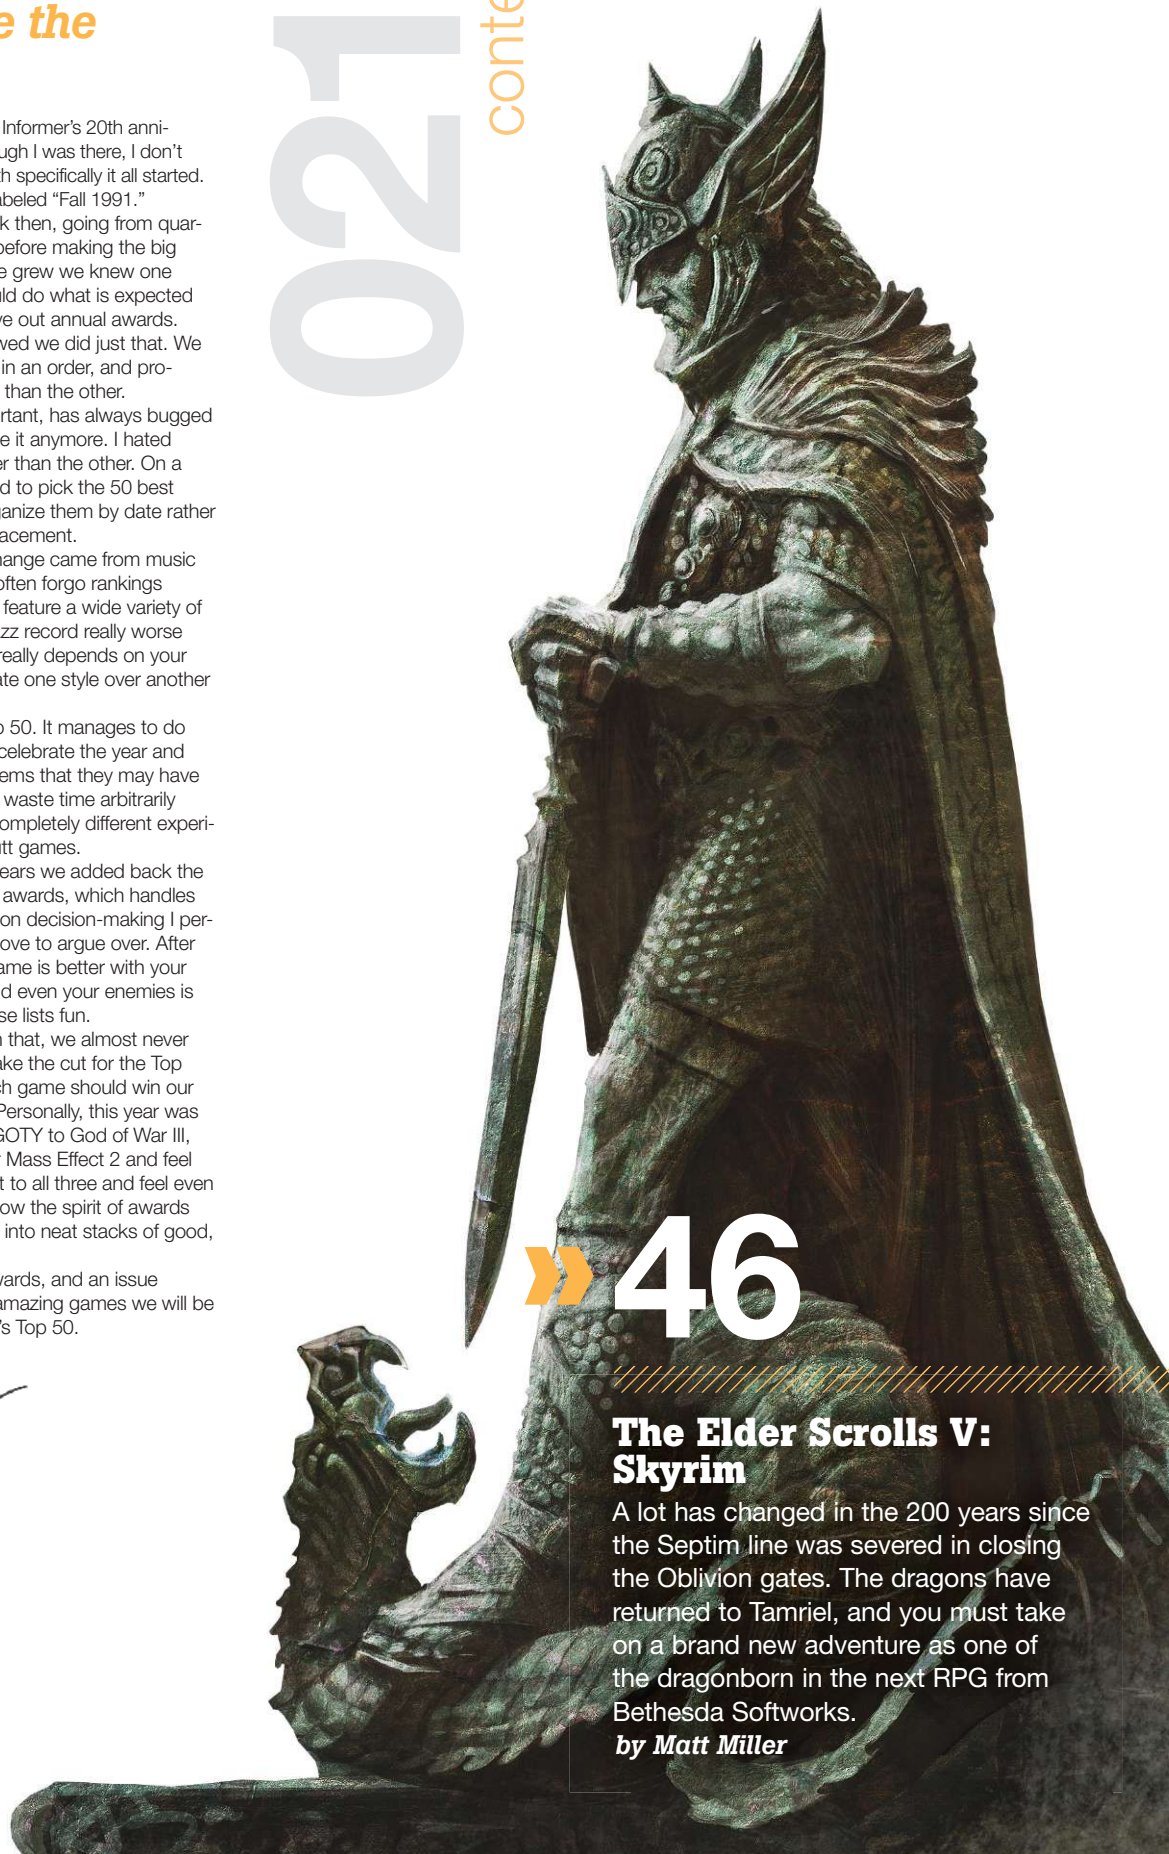 e the
Informer's 20th anni-
ugh I was there, I don't
th specifically it all started.
abeled “Fall 1991.”
k then, going from quar-
before making the big
e grew we knew one
uld do what is expected
ve out annual awards.
wed we did just that. We
in an order, and pro-
than the other.
rtant, has always bugged
e it anymore. I hated
er than the other. On a
d to pick the 50 best
ganize them by date rather
acement.
hange came from music
often forgo rankings
feature a wide variety of
azz record really worse
really depends on your
ate one style over another
p 50. It manages to do
celebrate the year and
ems that they may have
waste time arbitrarily
ompletely different experi-
tt games.
ears we added back the
awards, which handles
on decision-making I per-
ove to argue over. After
ame is better with your
d even your enemies is
se lists fun.
n that, we almost never
ake the cut for the Top
ch game should win our
Personally, this year was
GOTY to God of War III,
r Mass Effect 2 and feel
t to all three and feel even
ow the spirit of awards
into neat stacks of good,
wards, and an issue
amazing games we will be
's Top 50.
021
conte
46
The Elder Scrolls V:
Skyrim
A lot has changed in the 200 years since
the Septim line was severed in closing
the Oblivion gates. The dragons have
returned to Tamriel, and you must take
on a brand new adventure as one of
the dragonborn in the next RPG from
Bethesda Softworks.
by Matt Miller